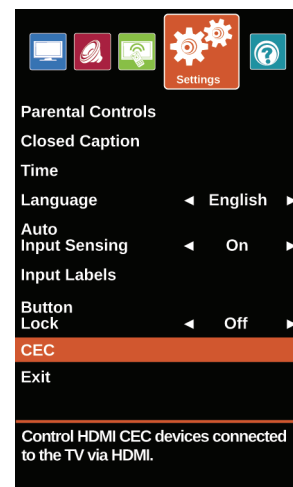 Settings
Parental Controls
Closed Caption
Time
Language ◄ English ►
Auto
Input Sensing ◄ On ►
Input Labels
Button
Lock ◄ Off ►
CEC
Exit
Control HDMI CEC devices connected
to the TV via HDMI.